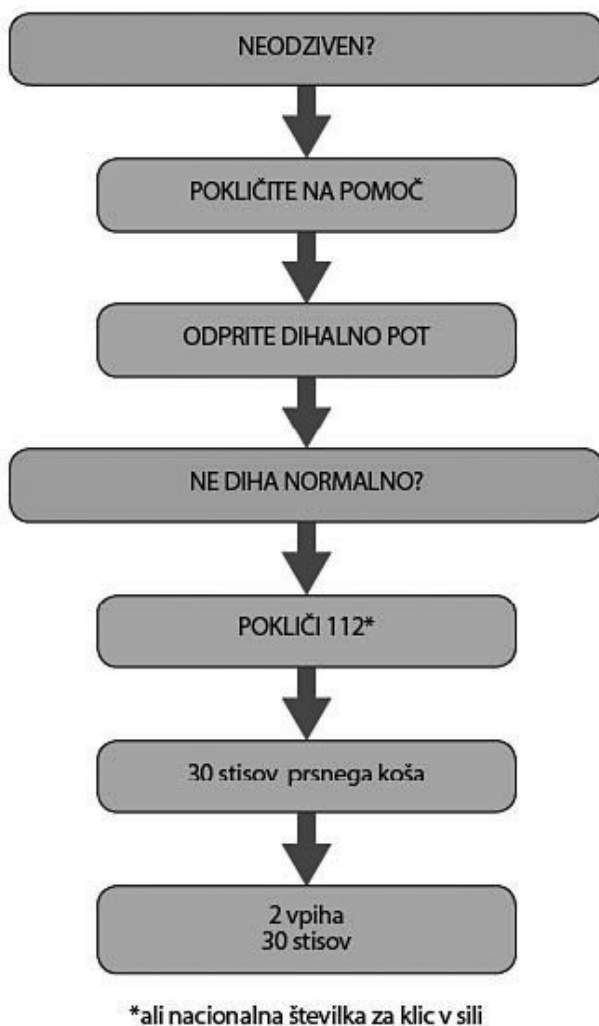 NEODZIVEN?
POKLIČITE NA POMOČ
ODPRITE DIHALNO POT
NE DIHA NORMALNO?
POKLIČI 112*
30 stisov prsnega koša
2 vpiha
30 stisov
*ali nacionalna številka za klic v sili